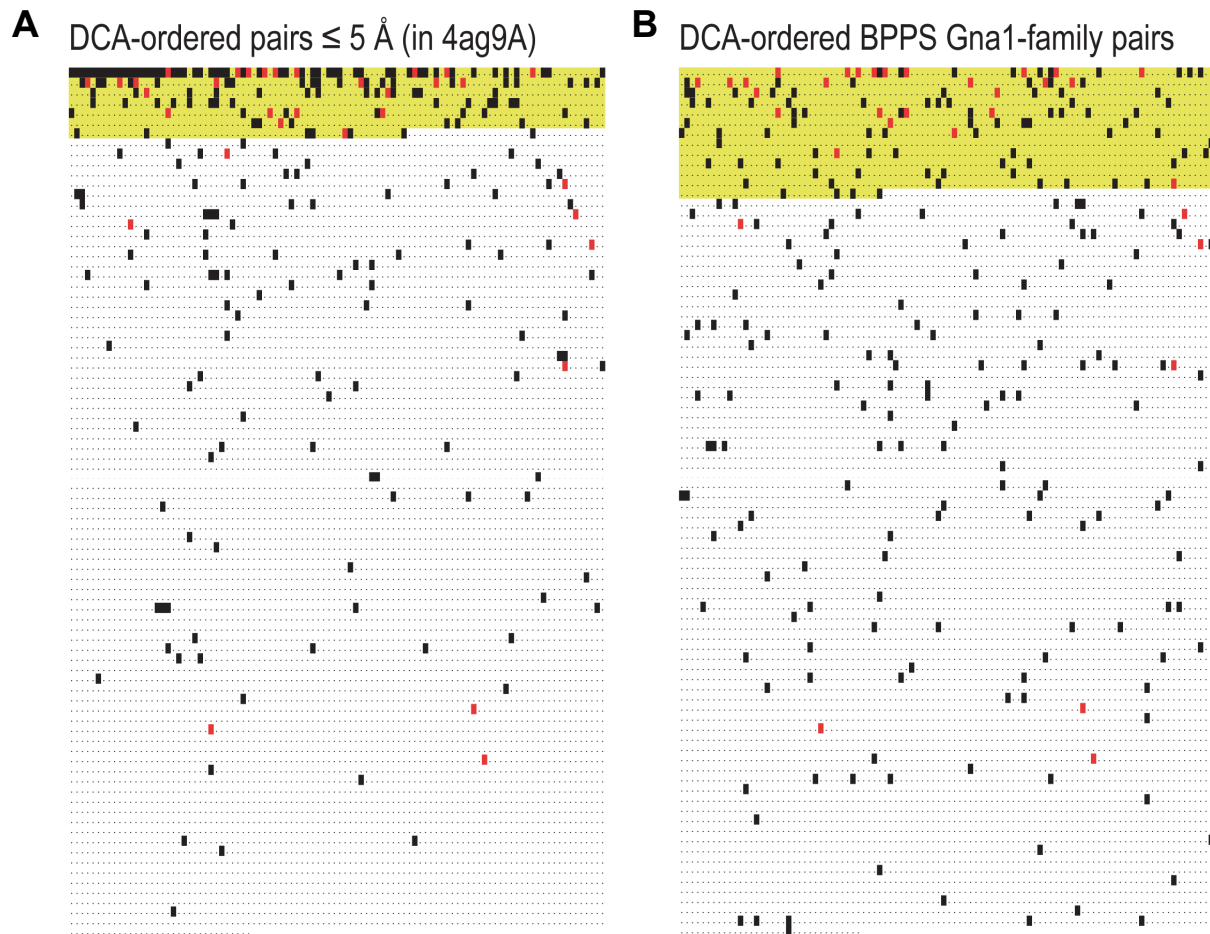 A DCA-ordered pairs ≤ 5 Å (in 4ag9A)
B DCA-ordered BPPS Gna1-family pairs